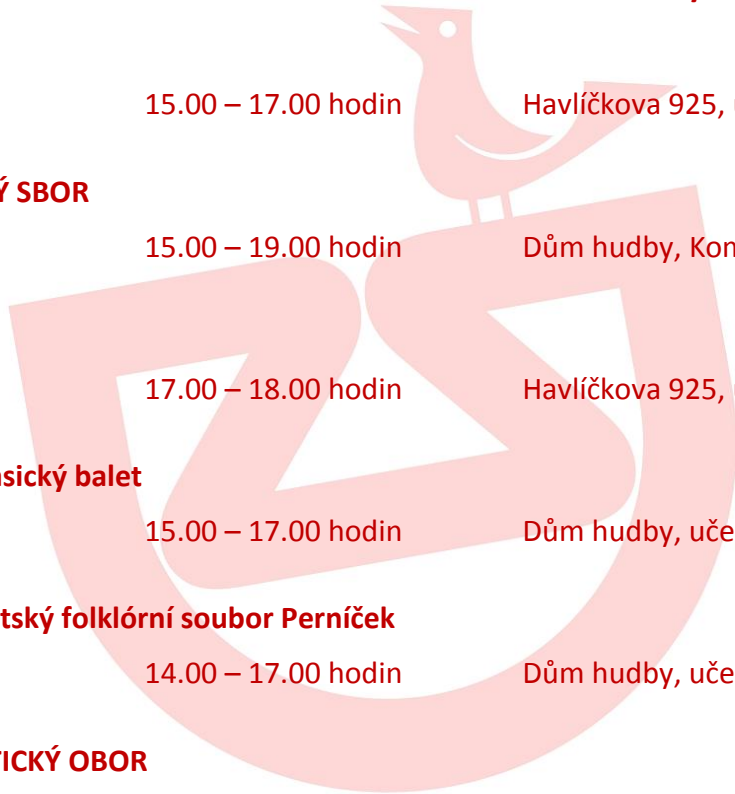 15.00 – 17.00 hodin Havlíčkova 925,
Ý SBOR
15.00 – 19.00 hodin Dům hudby, Kon
17.00 – 18.00 hodin Havlíčkova 925,
sický balet
15.00 – 17.00 hodin Dům hudby, uče
tský folklórní soubor Perníček
14.00 – 17.00 hodin Dům hudby, uče
TICKÝ OBOR